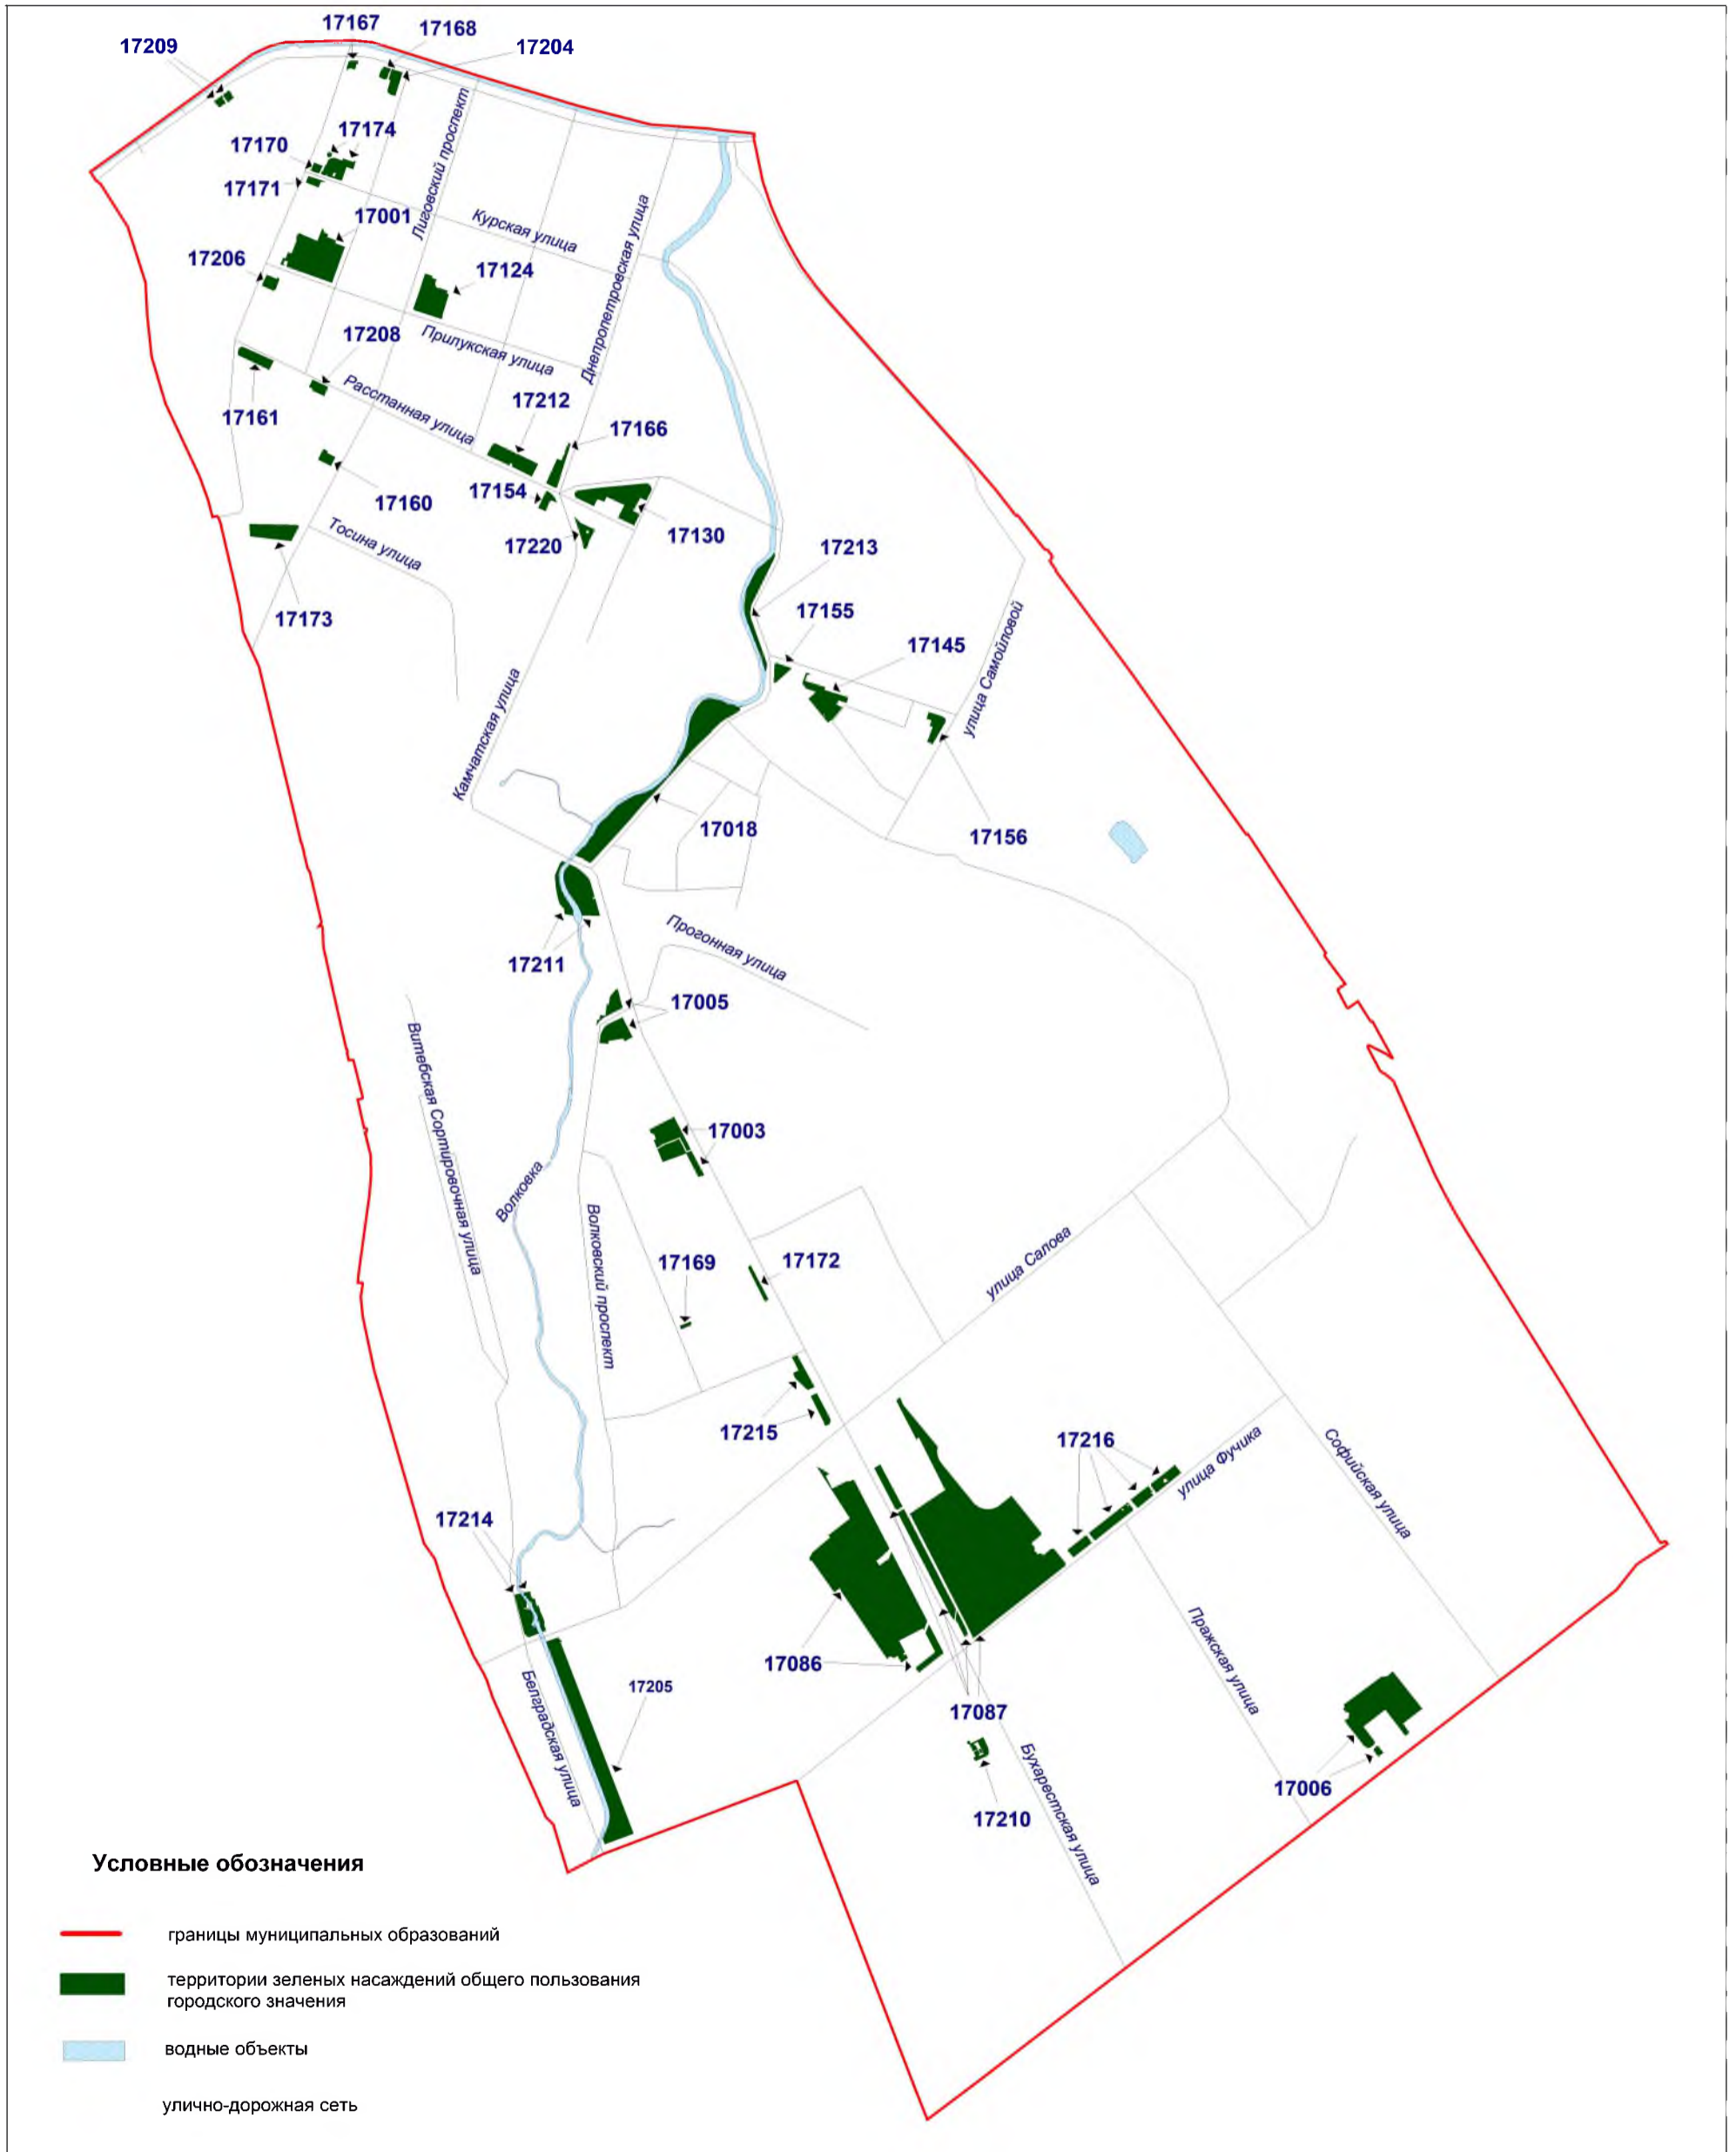 17167
17168
17204
17209
Лиговский проспект
17174
17170
17171
17001
Курская улица
Днепропетровская улица
17206
17124
17208
Прилукская улица
Расстанная улица
17212
17161
17166
17154
17160
17130
17220
Тосина улица
17213
17173
17155
17145
улица Самойловой
Камчатская улица
17018
17156
17211
Прогонная улица
17005
Витебская Сортировочная улица
17003
Волковка
Волковский проспект
17169
17172
улица Салова
17215
17216
улица Фучика
Софийская улица
17214
17086
17205
Белградская улица
17087
Пражская улица
17006
17210
Бухарестская улица
Условные обозначения
границы муниципальных образований
территории зеленых насаждений общего пользования
городского значения
водные объекты
улично-дорожная сеть